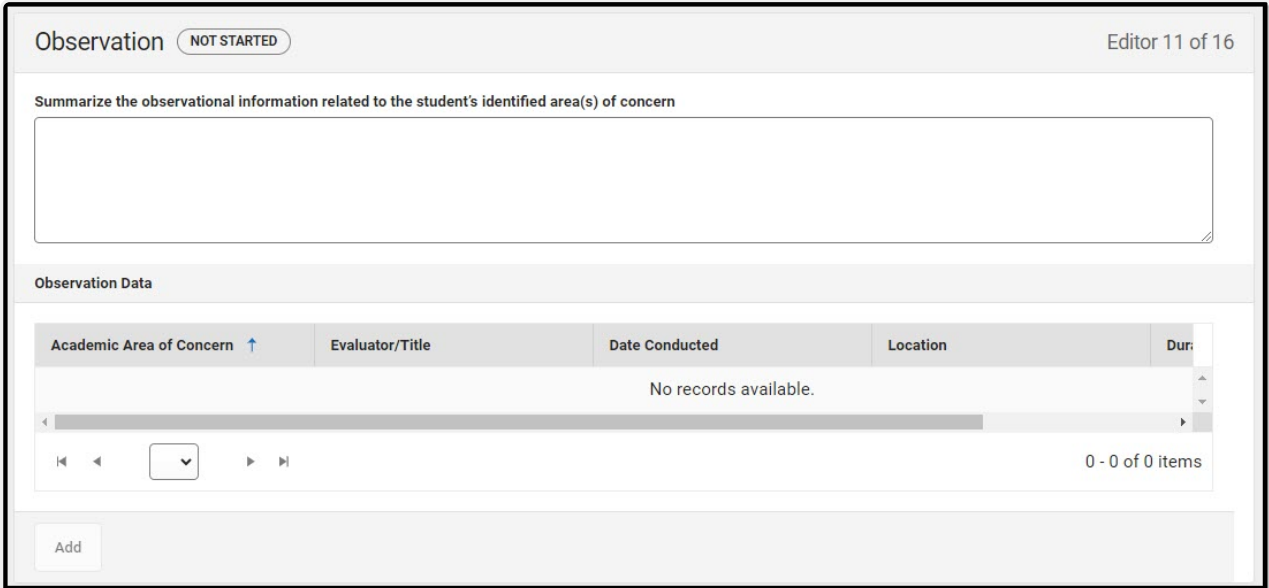 Observation NOT STARTED Editor 11 of 16
Summarize the observational information related to the student's identified area(s) of concern
Observation Data
Academic Area of Concern ↑ Evaluator/Title Date Conducted Location
No records available.
0 - 0 of 0 items
Add